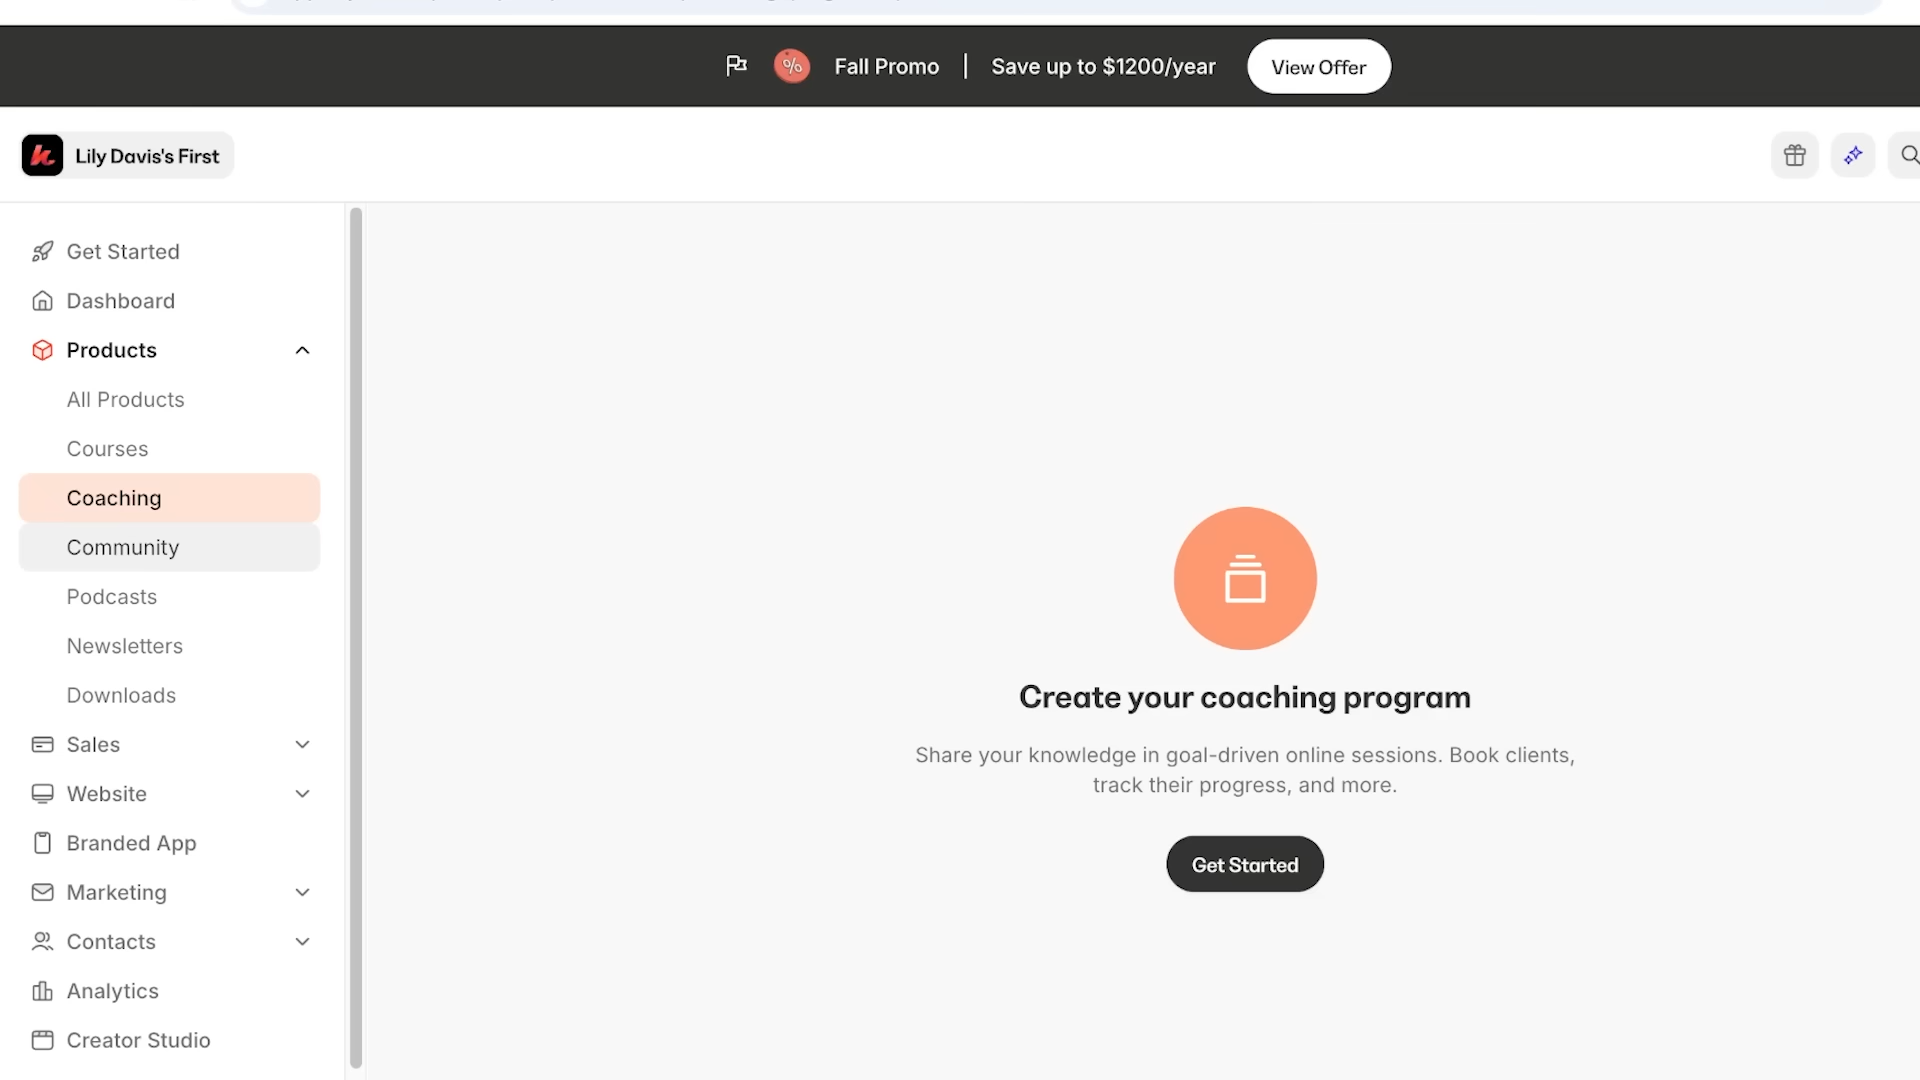 Fall Promo | Save up to $1200/year View Offer
Lily Davis's First
Get Started
Dashboard
Products
All Products
Courses
Coaching
Community
Podcasts
Newsletters
Downloads
Sales
Website
Branded App
Marketing
Contacts
Analytics
Creator Studio
Create your coaching program
Share your knowledge in goal-driven online sessions. Book clients,
track their progress, and more.
Get Started